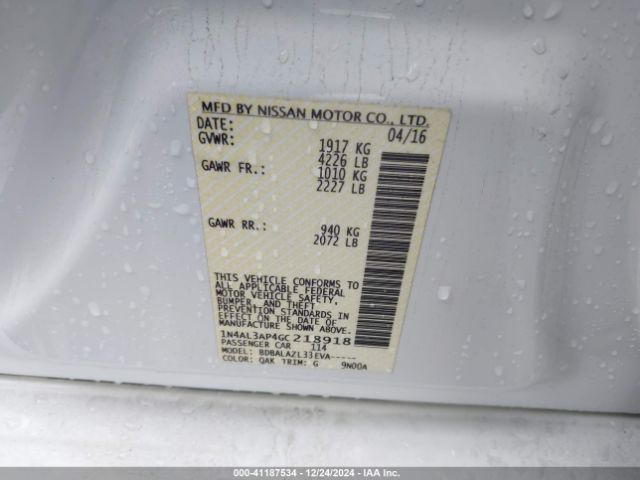 MFD BY NISSAN MOTOR CO., LTD.
DATE: 04/16
GVWR: 1917 KG
4226 LB
GAWR FR.: 1010 KG
2227 LB
GAWR RR.: 940 KG
2072 LB
THIS VEHICLE CONFORMS TO
ALL APPLICABLE FEDERAL
MOTOR VEHICLE SAFETY,
BUMPER, AND THEFT
PREVENTION STANDARDS IN
EFFECT ON THE DATE OF
MANUFACTURE SHOWN ABOVE.
1N4AL3AP4GC218918
PASSENGER CAR 114
MODEL: BDBALAZL33EVA-----
COLOR: QAK TRIM: G 9N00A
000-41187534 - 12/24/2024 - IAA Inc.